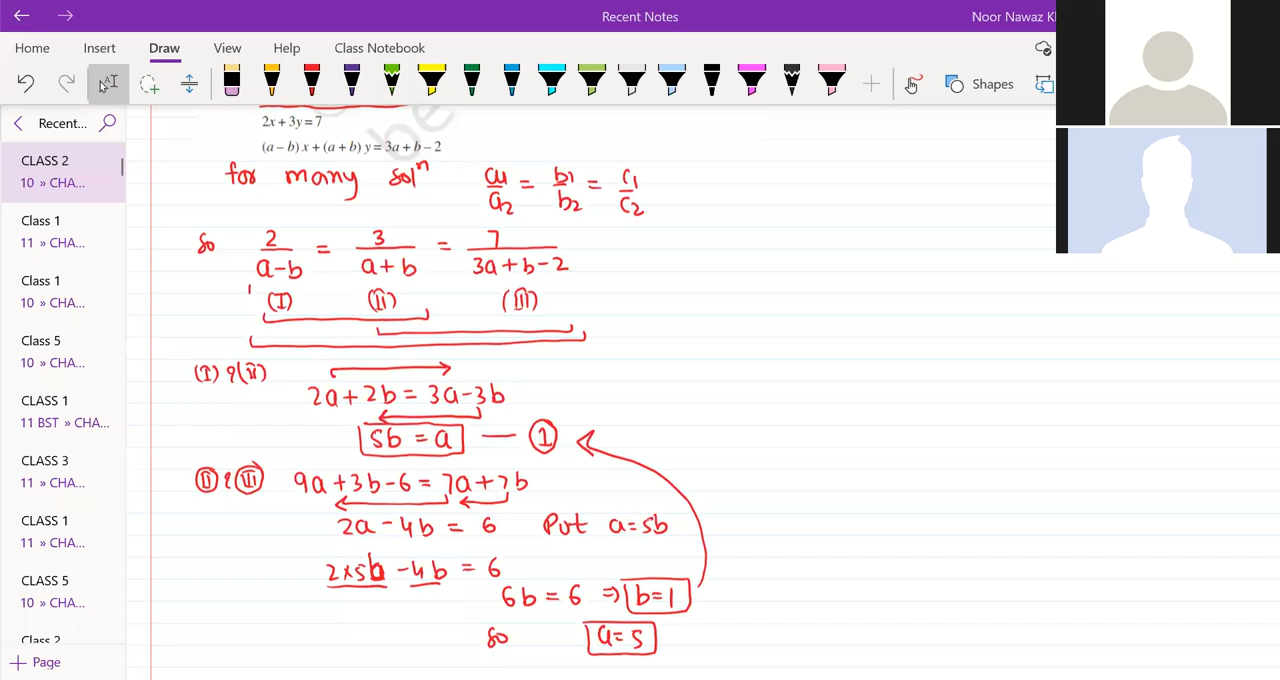 Recent Notes
Noor Nawaz Kh
Home Insert Draw View Help Class Notebook
Shapes
Recent...
CLASS 2
10 » CHA...
Class 1
11 » CHA...
Class 1
10 » CHA...
Class 5
10 » CHA...
CLASS 1
11 BST » CHA...
CLASS 3
11 » CHA...
CLASS 1
11 » CHA...
CLASS 5
10 » CHA...
Class 2
+ Page
be
2x + 3y = 7
(a – b) x + (a + b) y = 3a + b – 2
for many solⁿ a1/a2 = b1/b2 = c1/c2
so 2/(a-b) = 3/(a+b) = 7/(3a+b-2)
(I) (ii) (III)
(I) & (ii)
2a+2b = 3a-3b
5b = a — 1
(ii) & (III) 9a+3b-6 = 7a+7b
2a-4b = 6 Put a=5b
2×5b -4b = 6
6b = 6 ⇒ b=1
so a=5